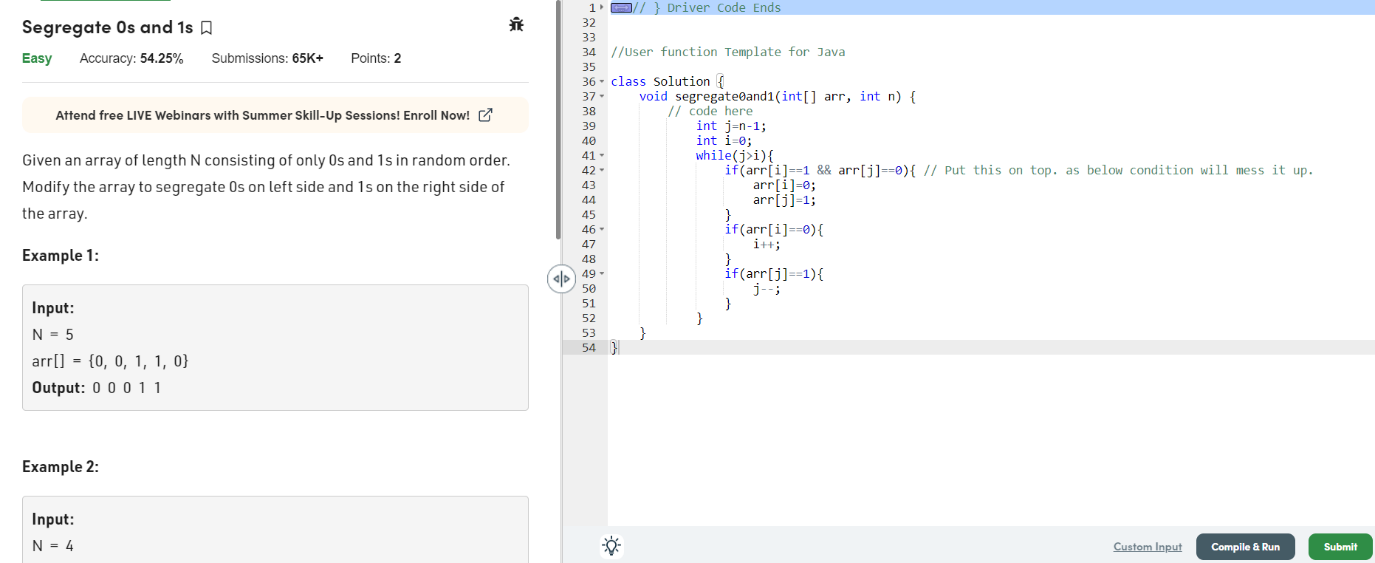 Segregate 0s and 1s
Easy Accuracy: 54.25% Submissions: 65K+ Points: 2
Attend free LIVE Webinars with Summer Skill-Up Sessions! Enroll Now!
Given an array of length N consisting of only 0s and 1s in random order.
Modify the array to segregate 0s on left side and 1s on the right side of
the array.
Example 1:
Input:
N = 5
arr[] = {0, 0, 1, 1, 0}
Output: 0 0 0 1 1
Example 2:
Input:
N = 4
1 // } Driver Code Ends
32
33
34 //User function Template for Java
35
36 class Solution {
37 void segregate0and1(int[] arr, int n) {
38 // code here
39 int j=n-1;
40 int i=0;
41 while(j>i){
42 if(arr[i]==1 && arr[j]==0){ // Put this on top. as below condition will mess it up.
43 arr[i]=0;
44 arr[j]=1;
45 }
46 if(arr[i]==0){
47 i++;
48 }
49 if(arr[j]==1){
50 j--;
51 }
52 }
53 }
54 }
Custom Input Compile & Run Submit